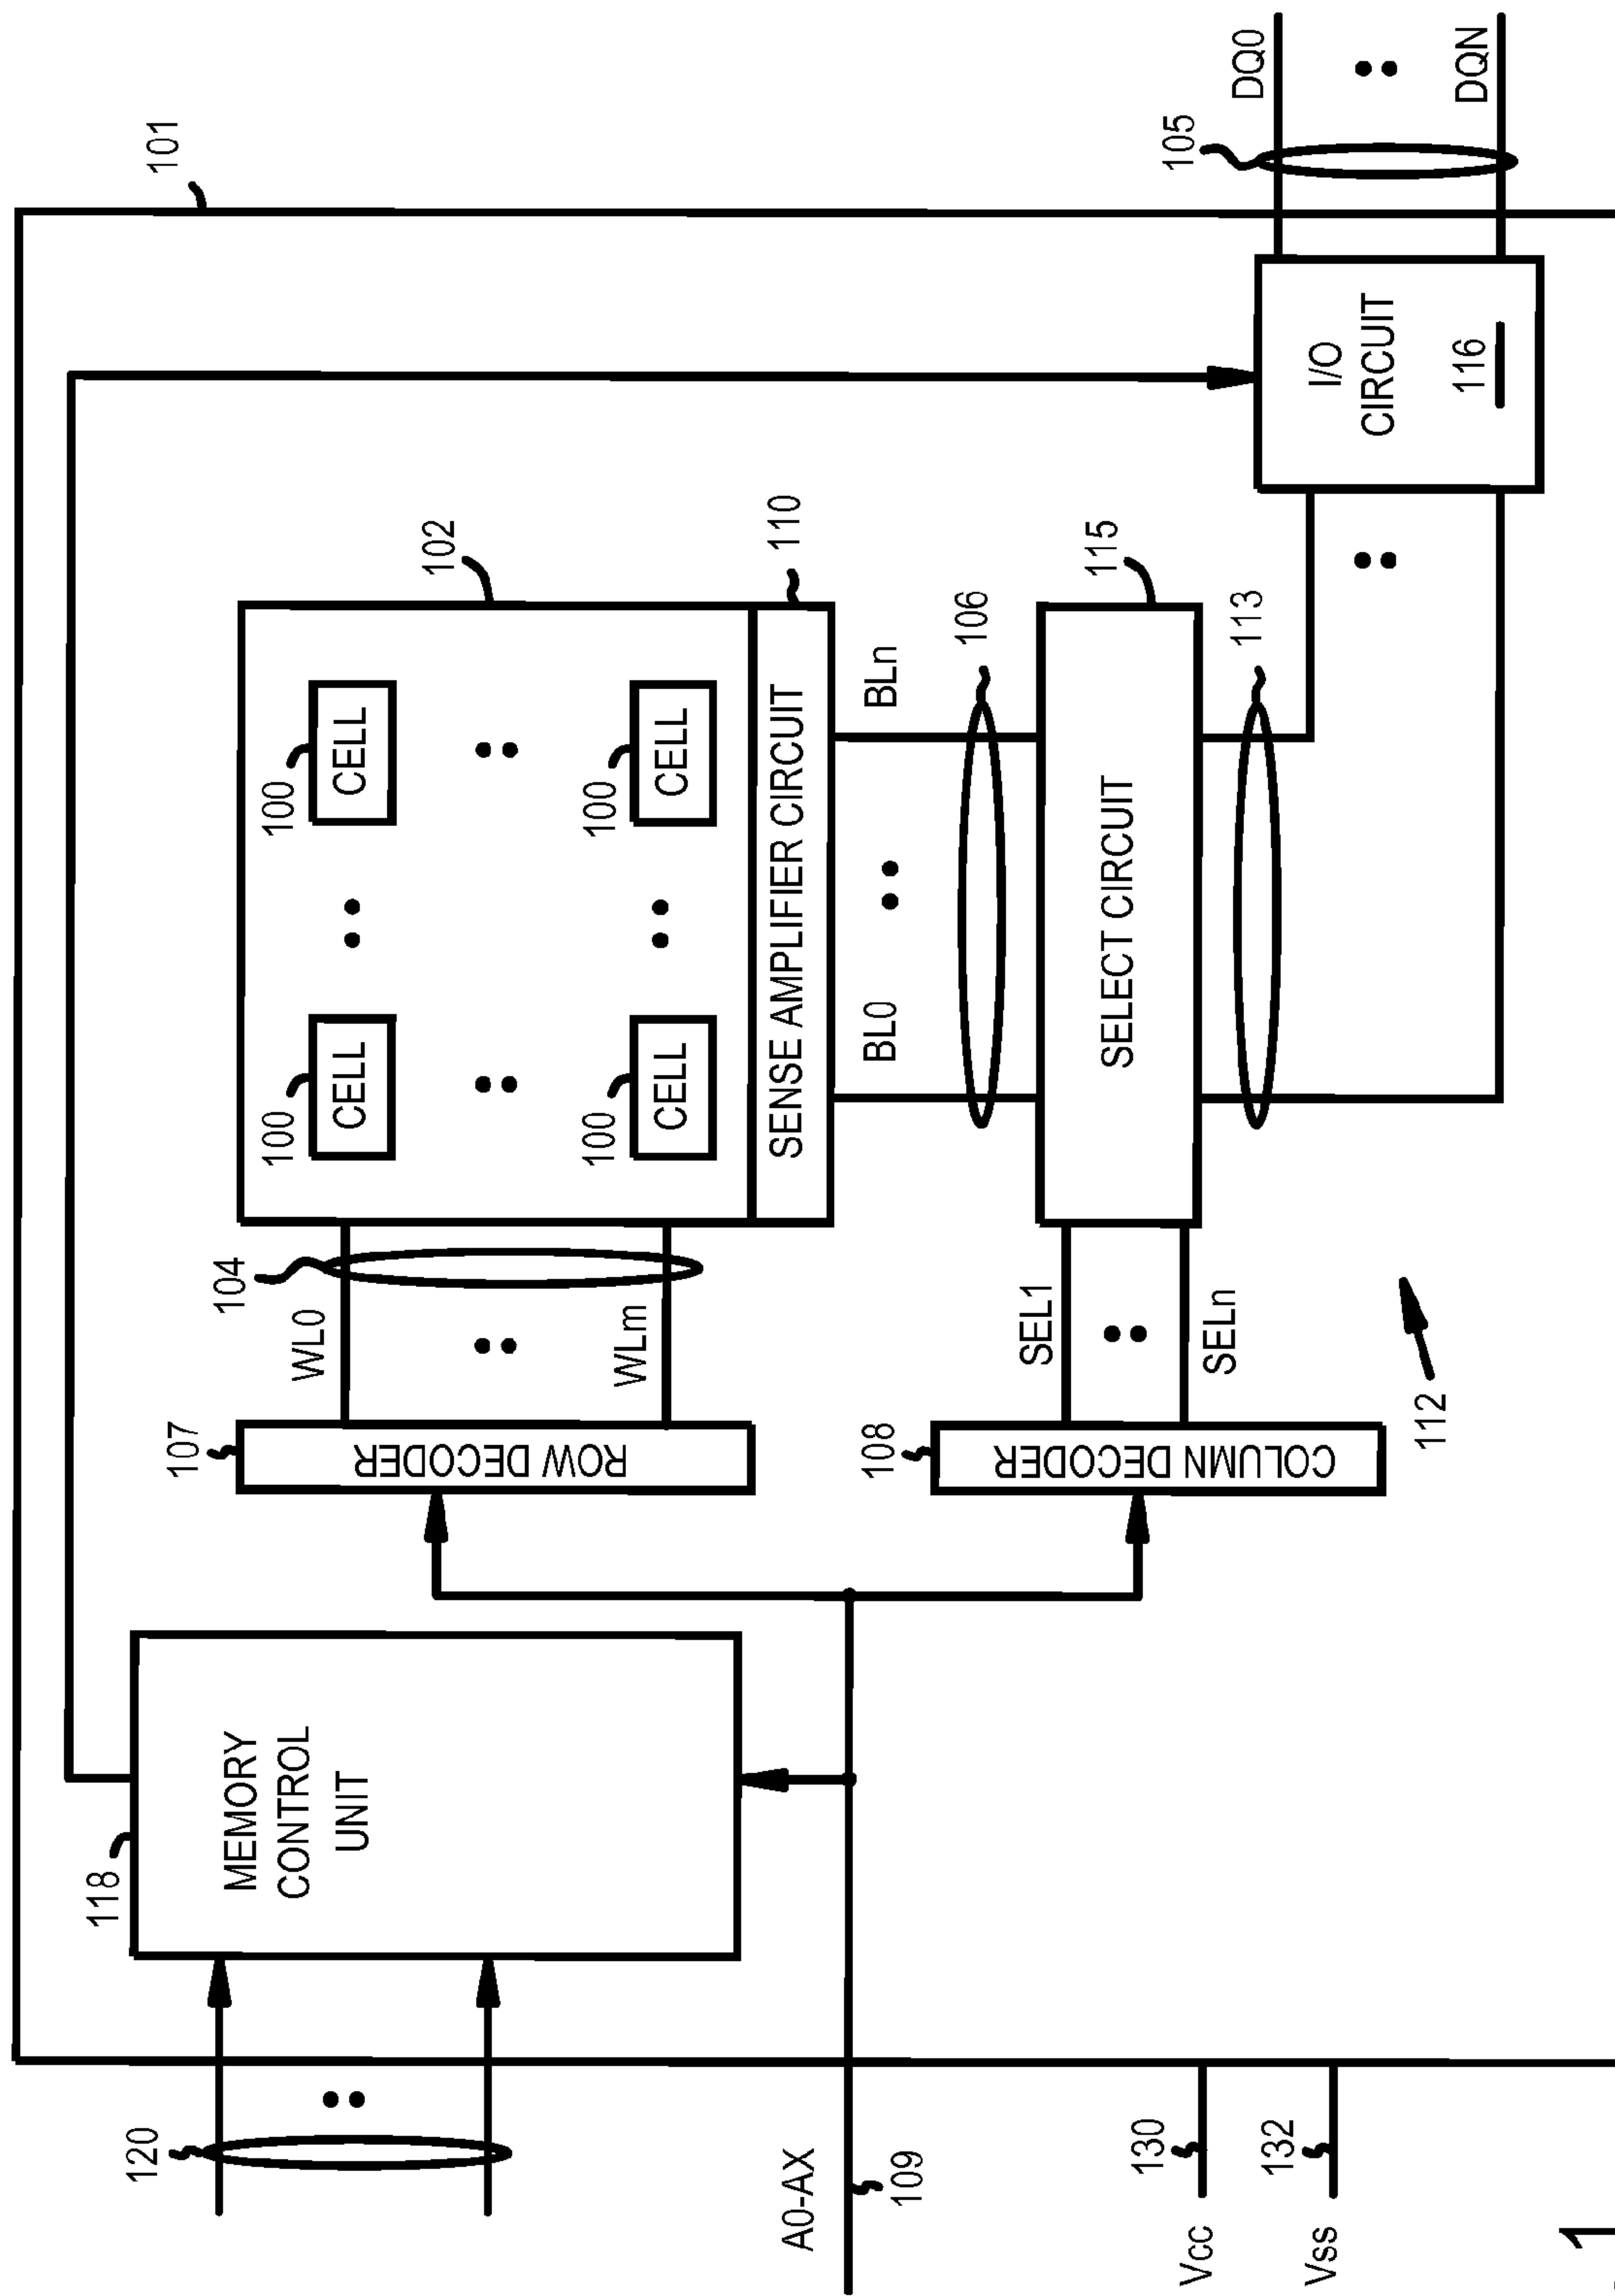 101
118
MEMORY
CONTROL
UNIT
120
107
ROW DECODER
WL0
WLm
104
102
100
CELL
100
CELL
100
CELL
100
CELL
SENSE AMPLIFIER CIRCUIT
110
BL0
BLn
106
A0-AX
109
108
COLUMN DECODER
SEL1
SELn
SELECT CIRCUIT
115
113
112
I/O
CIRCUIT
116
105
DQ0
DQN
Vcc
130
Vss
132
1